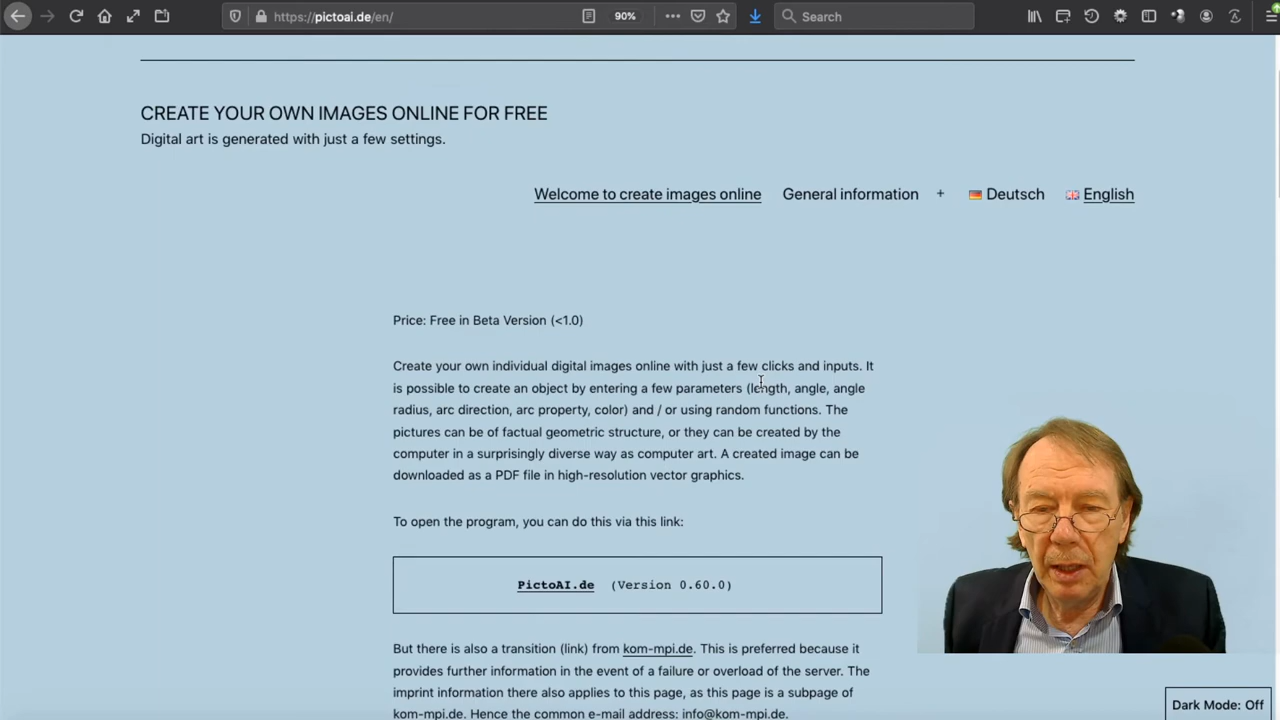 https://pictoai.de/en/
90%
Search
CREATE YOUR OWN IMAGES ONLINE FOR FREE
Digital art is generated with just a few settings.
Welcome to create images online General information + Deutsch English
Price: Free in Beta Version (<1.0)
Create your own individual digital images online with just a few clicks and inputs. It
is possible to create an object by entering a few parameters (length, angle, angle
radius, arc direction, arc property, color) and / or using random functions. The
pictures can be of factual geometric structure, or they can be created by the
computer in a surprisingly diverse way as computer art. A created image can be
downloaded as a PDF file in high-resolution vector graphics.
To open the program, you can do this via this link:
PictoAI.de (Version 0.60.0)
But there is also a transition (link) from kom-mpi.de. This is preferred because it
provides further information in the event of a failure or overload of the server. The
imprint information there also applies to this page, as this page is a subpage of
kom-mpi.de. Hence the common e-mail address: info@kom-mpi.de.
Dark Mode: Off